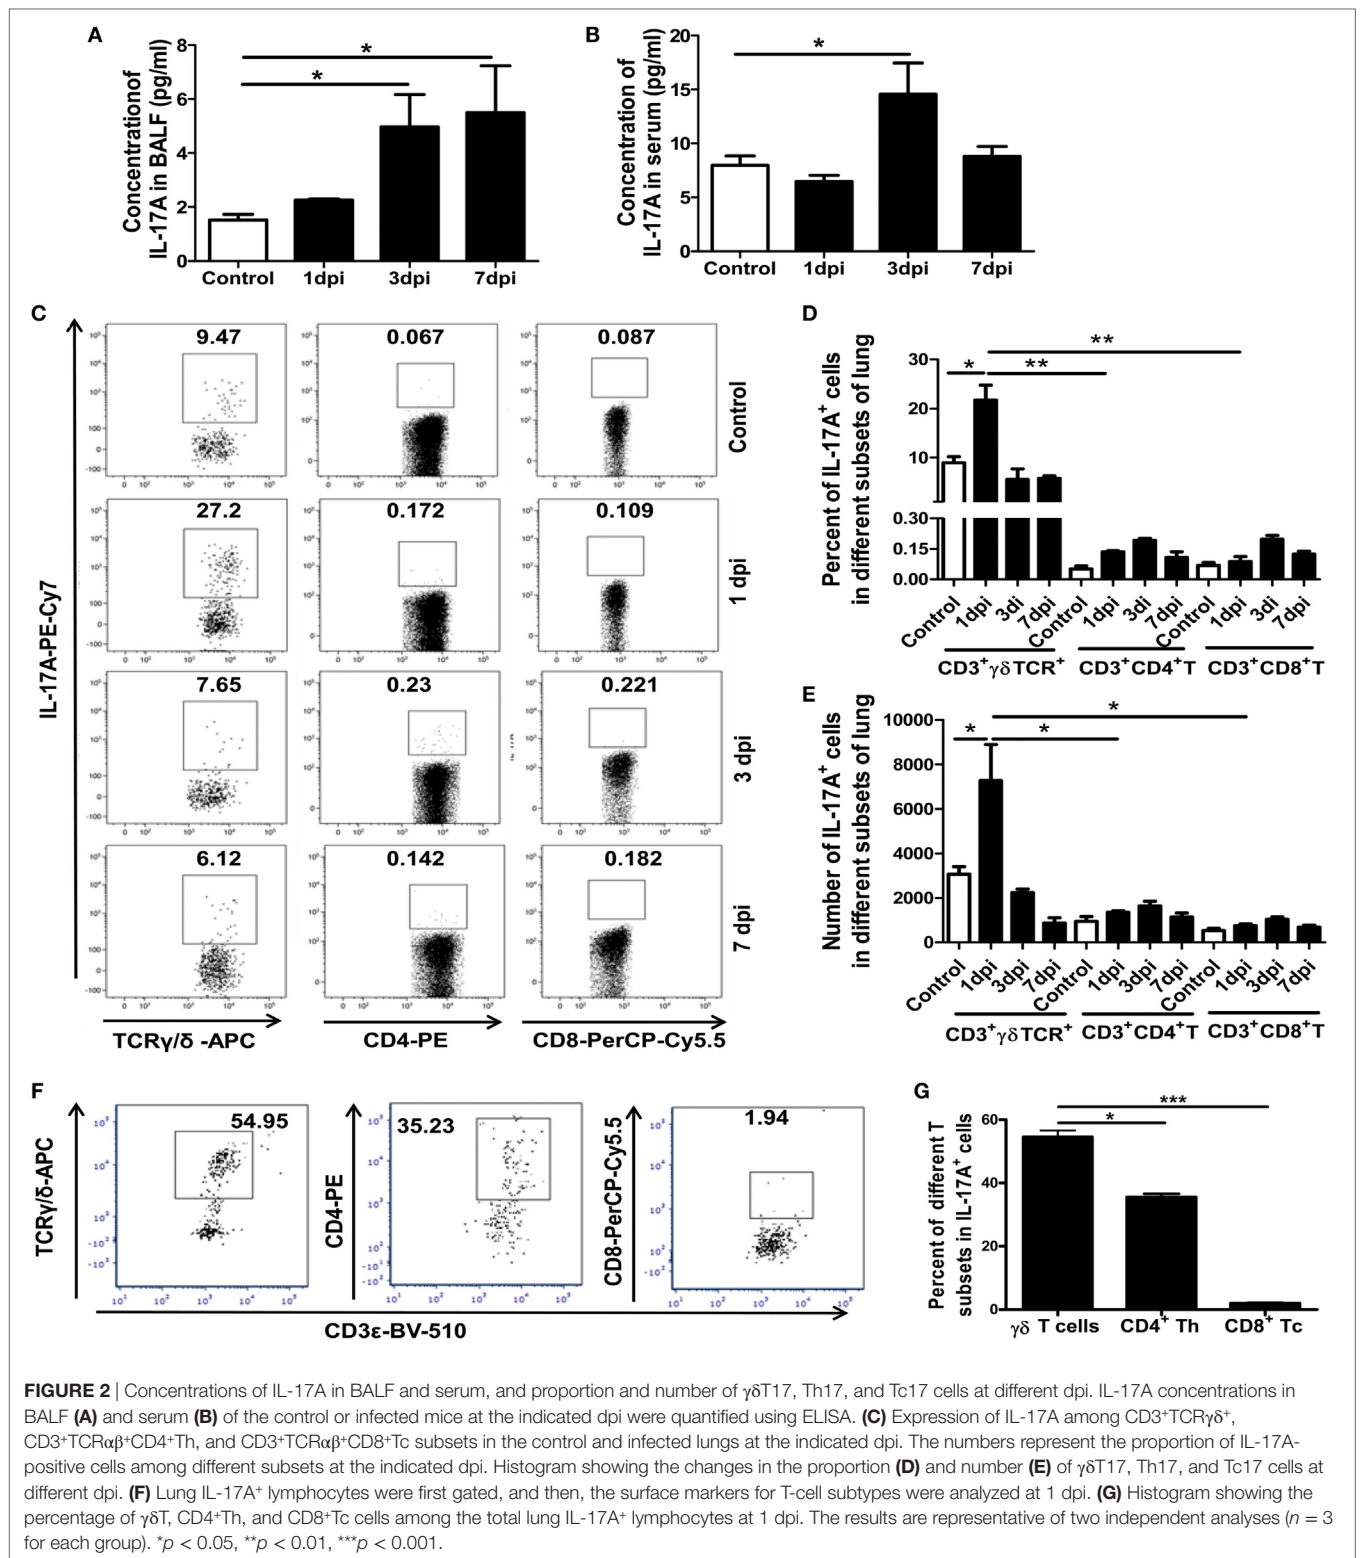 A
Concentrationof
IL-17A in BALF (pg/ml)
8
6
4
2
0
*
*
Control 1dpi 3dpi 7dpi
B
Concentration of
IL-17A in serum (pg/ml)
20
15
10
5
0
*
Control 1dpi 3dpi 7dpi
C
IL-17A-PE-Cy7
9.47 0.067 0.087
Control
27.2 0.172 0.109
1 dpi
7.65 0.23 0.221
3 dpi
6.12 0.142 0.182
7 dpi
TCRγ/δ -APC CD4-PE CD8-PerCP-Cy5.5
D
Percent of IL-17A⁺ cells
in different subsets of lung
30
20
10
0.30
0.15
0.00
*
**
**
Control 1dpi 3di 7dpi Control 1dpi 3di 7dpi Control 1dpi 3di 7dpi
CD3⁺γδTCR⁺ CD3⁺CD4⁺T CD3⁺CD8⁺T
E
Number of IL-17A⁺ cells
in different subsets of lung
10000
8000
6000
4000
2000
0
*
*
*
Control 1dpi 3dpi 7dpi Control 1dpi 3dpi 7dpi Control 1dpi 3dpi 7dpi
CD3⁺γδTCR⁺ CD3⁺CD4⁺T CD3⁺CD8⁺T
F
TCRγ/δ-APC
54.95
CD4-PE
35.23
CD8-PerCP-Cy5.5
1.94
CD3ε-BV-510
G
Percent of different T
subsets in IL-17A⁺ cells
60
40
20
0
***
*
γδ T cells CD4⁺ Th CD8⁺ Tc
FIGURE 2 | Concentrations of IL-17A in BALF and serum, and proportion and number of γδT17, Th17, and Tc17 cells at different dpi. IL-17A concentrations in
BALF (A) and serum (B) of the control or infected mice at the indicated dpi were quantified using ELISA. (C) Expression of IL-17A among CD3⁺TCRγδ⁺,
CD3⁺TCRαβ⁺CD4⁺Th, and CD3⁺TCRαβ⁺CD8⁺Tc subsets in the control and infected lungs at the indicated dpi. The numbers represent the proportion of IL-17A-
positive cells among different subsets at the indicated dpi. Histogram showing the changes in the proportion (D) and number (E) of γδT17, Th17, and Tc17 cells at
different dpi. (F) Lung IL-17A⁺ lymphocytes were first gated, and then, the surface markers for T-cell subtypes were analyzed at 1 dpi. (G) Histogram showing the
percentage of γδT, CD4⁺Th, and CD8⁺Tc cells among the total lung IL-17A⁺ lymphocytes at 1 dpi. The results are representative of two independent analyses (n = 3
for each group). *p < 0.05, **p < 0.01, ***p < 0.001.